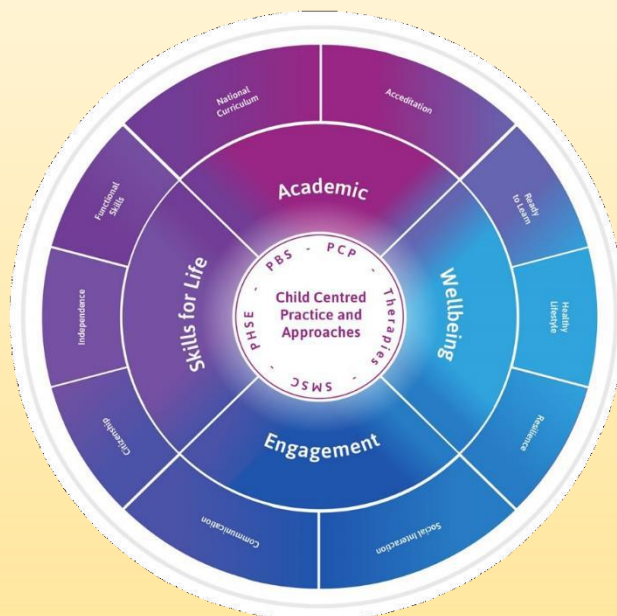 National
Curriculum
Acceditation
Ready
to Learn
Healthy
Lifestyle
Resilience
Social Interaction
Communication
Citizenship
Independence
Functional
Skills
Academic
Wellbeing
Engagement
Skills for Life
PBS - PCP - Therapies - SMSC - PHSE -
Child Centred
Practice and
Approaches